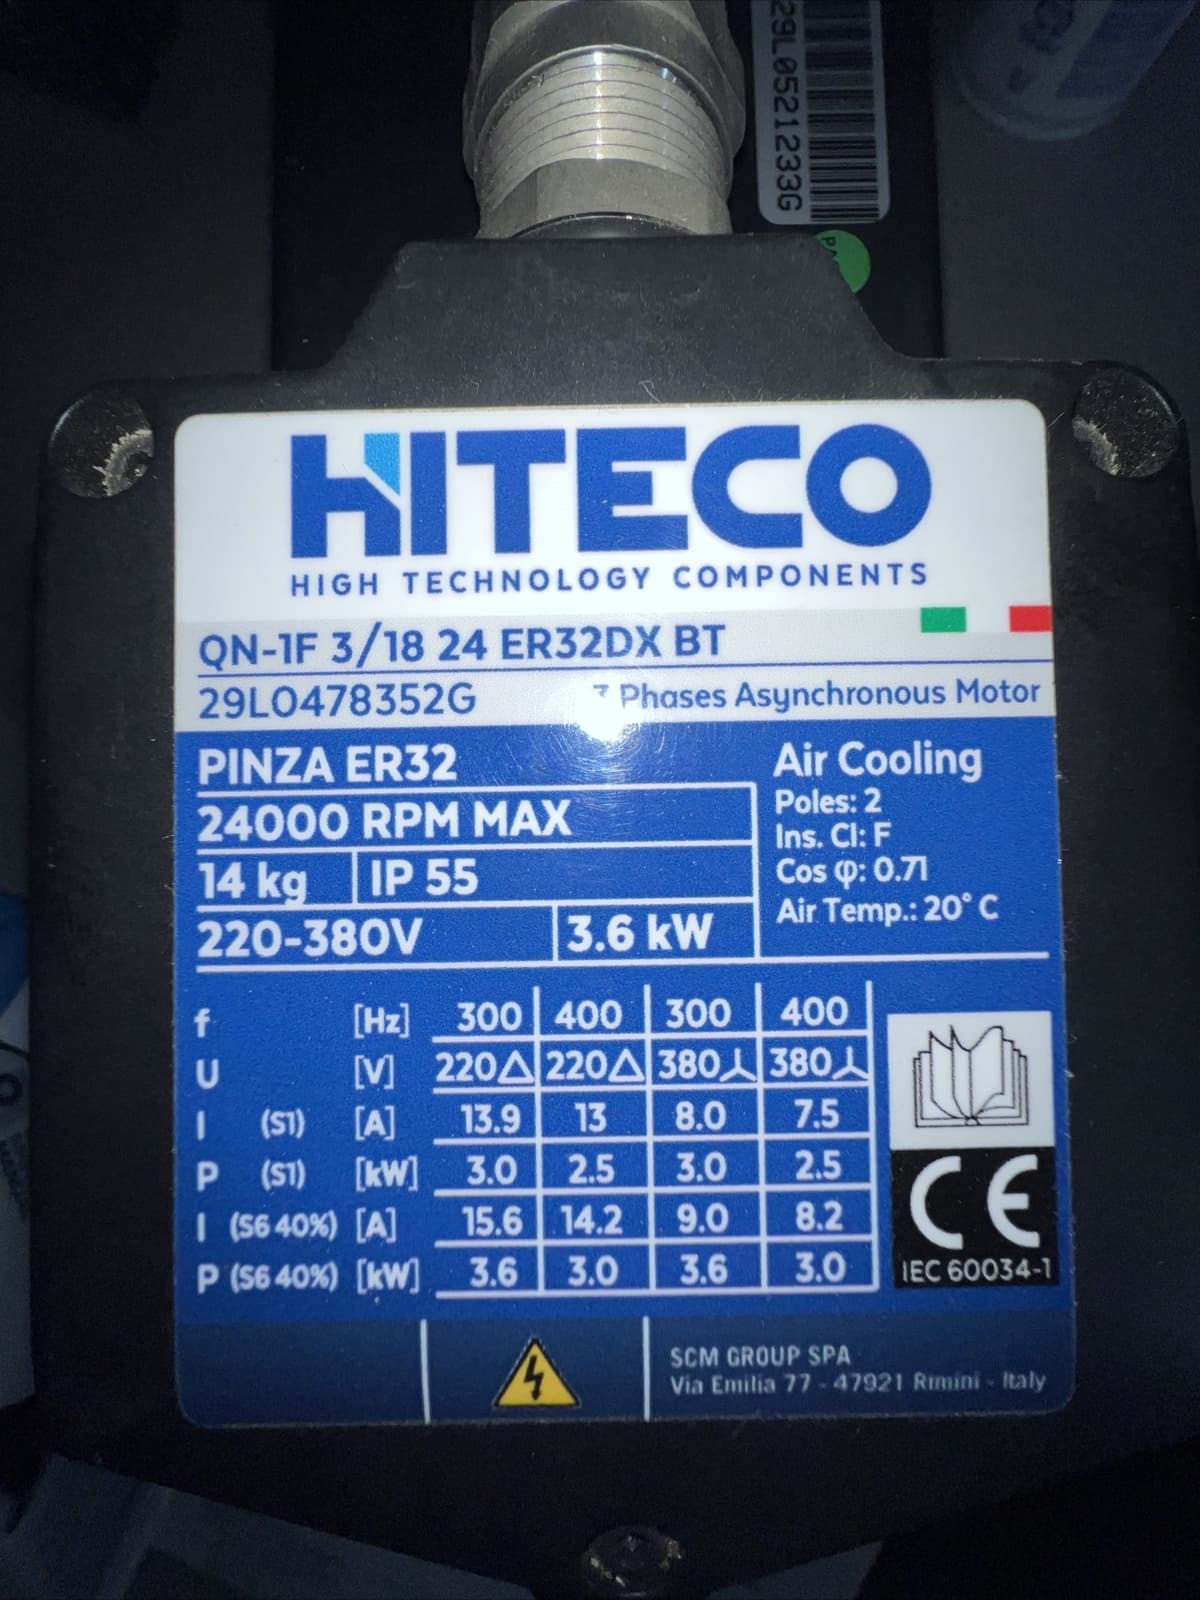 29L0521233G
HITECO
HIGH TECHNOLOGY COMPONENTS
QN-1F 3/18 24 ER32DX BT
29L0478352G 3 Phases Asynchronous Motor
PINZA ER32
24000 RPM MAX
14 kg IP 55
220-380V 3.6 kW
Air Cooling
Poles: 2
Ins. Cl: F
Cos φ: 0.71
Air Temp.: 20° C
f [Hz] 300 400 300 400
U [V] 220△ 220△ 380⅄ 380⅄
I (S1) [A] 13.9 13 8.0 7.5
P (S1) [kW] 3.0 2.5 3.0 2.5
I (S6 40%) [A] 15.6 14.2 9.0 8.2
P (S6 40%) [kW] 3.6 3.0 3.6 3.0
CE
IEC 60034-1
SCM GROUP SPA
Via Emilia 77 - 47921 Rimini - Italy